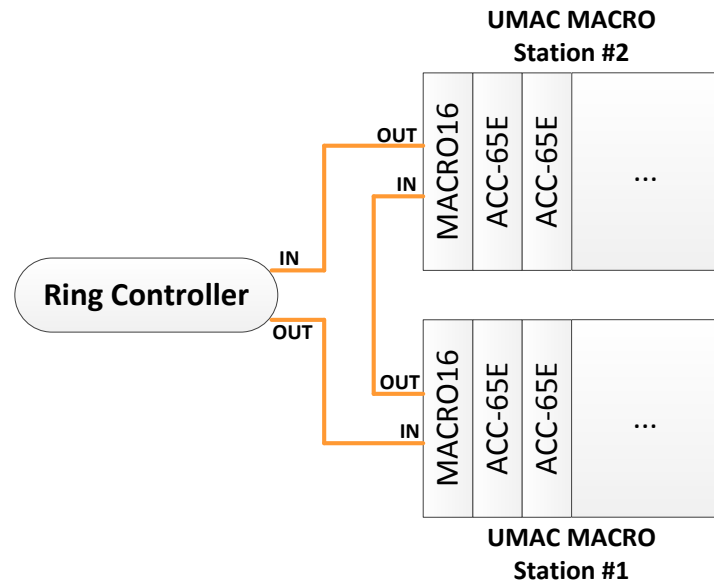 UMAC MACRO
Station #2
OUT
IN
MACRO16
ACC-65E
ACC-65E
...
IN
Ring Controller
OUT
OUT
IN
MACRO16
ACC-65E
ACC-65E
...
UMAC MACRO
Station #1